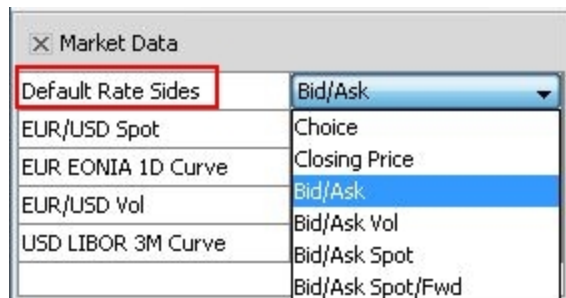 Market Data
Default Rate Sides Bid/Ask
EUR/USD Spot Choice
EUR EONIA 1D Curve Closing Price
Bid/Ask
EUR/USD Vol Bid/Ask Vol
USD LIBOR 3M Curve Bid/Ask Spot
Bid/Ask Spot/Fwd